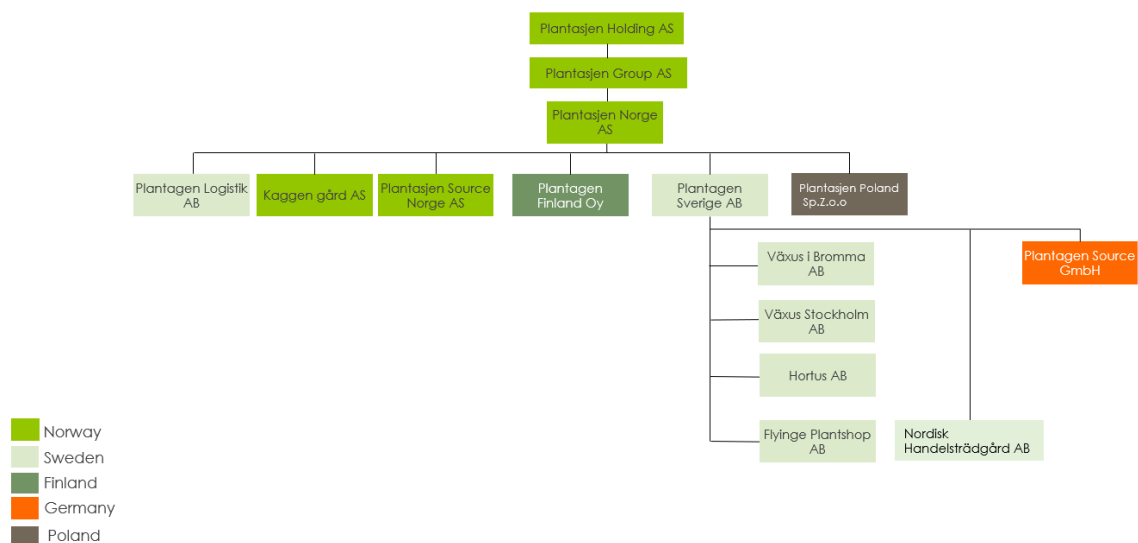 Plantasjen Holding AS
Plantasjen Group AS
Plantasjen Norge
AS
Plantagen Logistik
AB
Kaggen gård AS
Plantasjen Source
Norge AS
Plantagen
Finland Oy
Plantagen
Sverige AB
Plantasjen Poland
Sp.Z.o.o
Växus i Bromma
AB
Plantagen Source
GmbH
Växus Stockholm
AB
Hortus AB
Flyinge Plantshop
AB
Nordisk
Handelsträdgård AB
Norway
Sweden
Finland
Germany
Poland